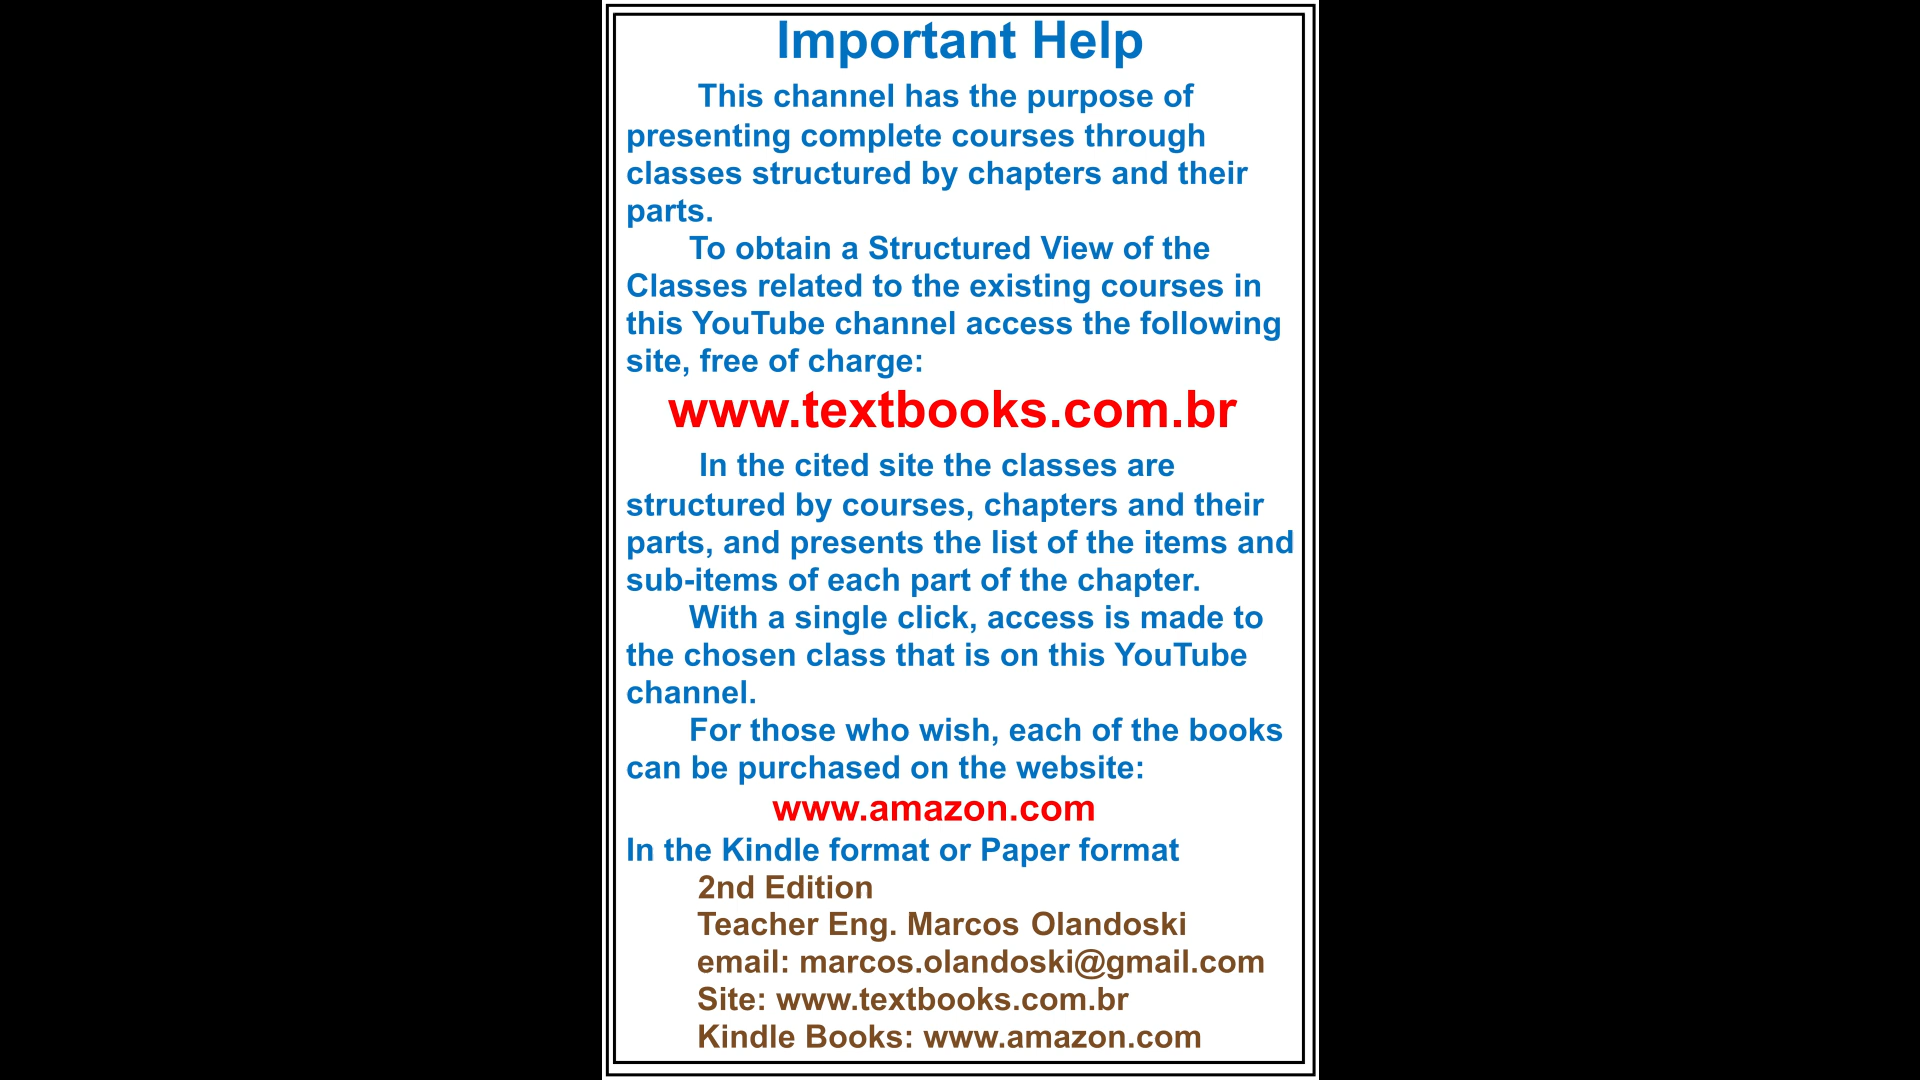 Important Help
This channel has the purpose of
presenting complete courses through
classes structured by chapters and their
parts.
To obtain a Structured View of the
Classes related to the existing courses in
this YouTube channel access the following
site, free of charge:
www.textbooks.com.br
In the cited site the classes are
structured by courses, chapters and their
parts, and presents the list of the items and
sub-items of each part of the chapter.
With a single click, access is made to
the chosen class that is on this YouTube
channel.
For those who wish, each of the books
can be purchased on the website:
www.amazon.com
In the Kindle format or Paper format
2nd Edition
Teacher Eng. Marcos Olandoski
email: marcos.olandoski@gmail.com
Site: www.textbooks.com.br
Kindle Books: www.amazon.com